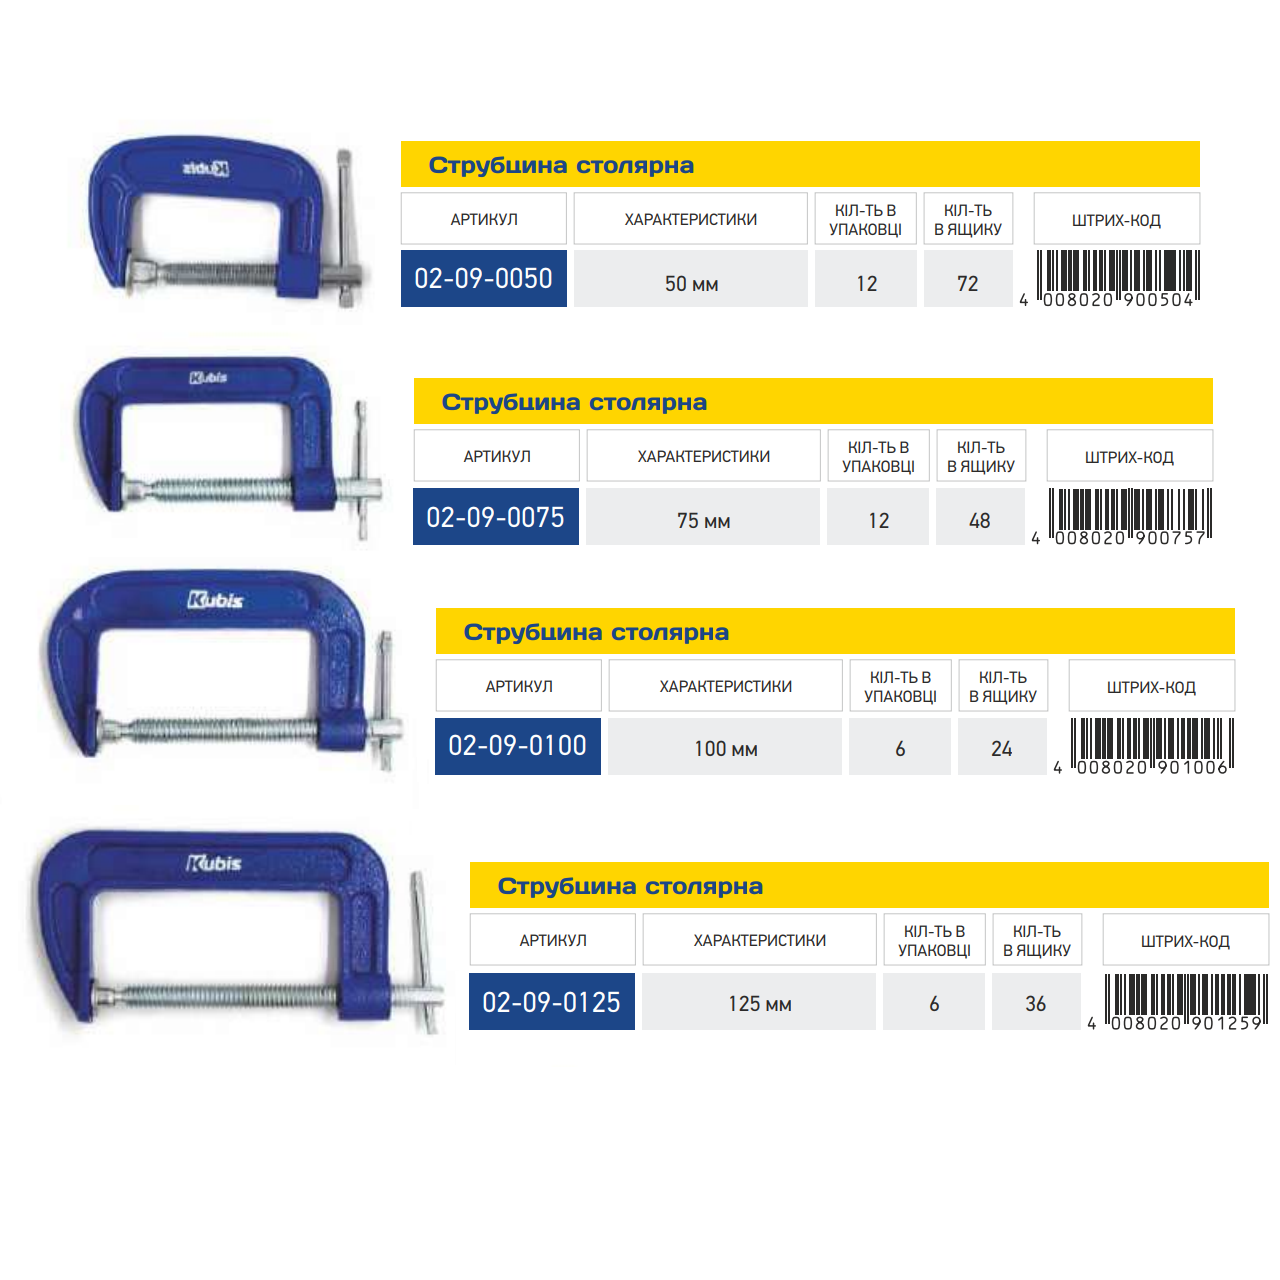 Kubis
Струбцина столярна
АРТИКУЛ
ХАРАКТЕРИСТИКИ
КІЛ-ТЬ В
УПАКОВЦІ
КІЛ-ТЬ
В ЯЩИКУ
ШТРИХ-КОД
02-09-0050
50 мм
12
72
4 008020 900504
Kubis
Струбцина столярна
АРТИКУЛ
ХАРАКТЕРИСТИКИ
КІЛ-ТЬ В
УПАКОВЦІ
КІЛ-ТЬ
В ЯЩИКУ
ШТРИХ-КОД
02-09-0075
75 мм
12
48
4 008020 900757
Kubis
Струбцина столярна
АРТИКУЛ
ХАРАКТЕРИСТИКИ
КІЛ-ТЬ В
УПАКОВЦІ
КІЛ-ТЬ
В ЯЩИКУ
ШТРИХ-КОД
02-09-0100
100 мм
6
24
4 008020 901006
Kubis
Струбцина столярна
АРТИКУЛ
ХАРАКТЕРИСТИКИ
КІЛ-ТЬ В
УПАКОВЦІ
КІЛ-ТЬ
В ЯЩИКУ
ШТРИХ-КОД
02-09-0125
125 мм
6
36
4 008020 901259